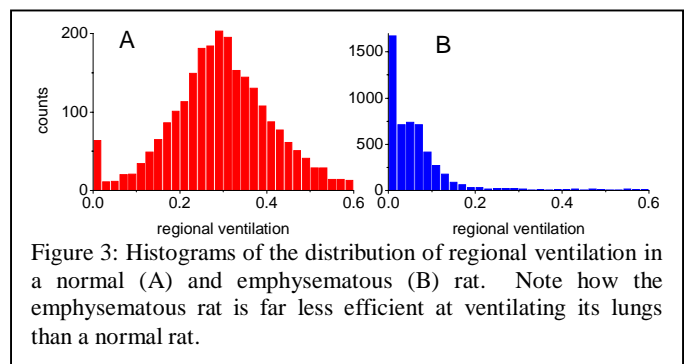 A
B
200
100
0
counts
0.0 0.2 0.4 0.6
regional ventilation
1500
1000
500
0
0.0 0.2 0.4 0.6
regional ventilation
Figure 3: Histograms of the distribution of regional ventilation in
a normal (A) and emphysematous (B) rat. Note how the
emphysematous rat is far less efficient at ventilating its lungs
than a normal rat.